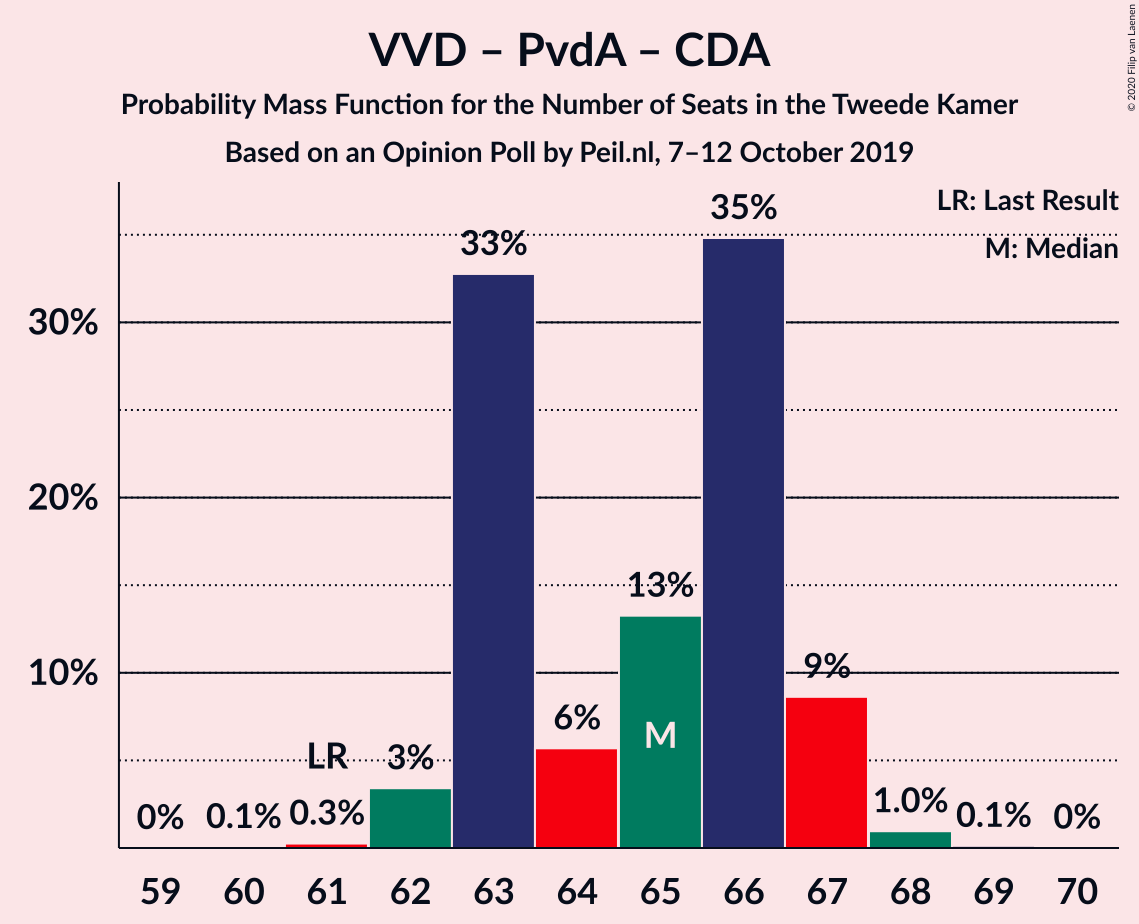 VVD – PvdA – CDA
Probability Mass Function for the Number of Seats in the Tweede Kamer
Based on an Opinion Poll by Peil.nl, 7–12 October 2019
© 2020 Filip van Laenen
LR: Last Result
M: Median
30%
20%
10%
0%
0.1%
LR
0.3%
3%
33%
6%
13%
M
35%
9%
1.0%
0.1%
0%
59 60 61 62 63 64 65 66 67 68 69 70